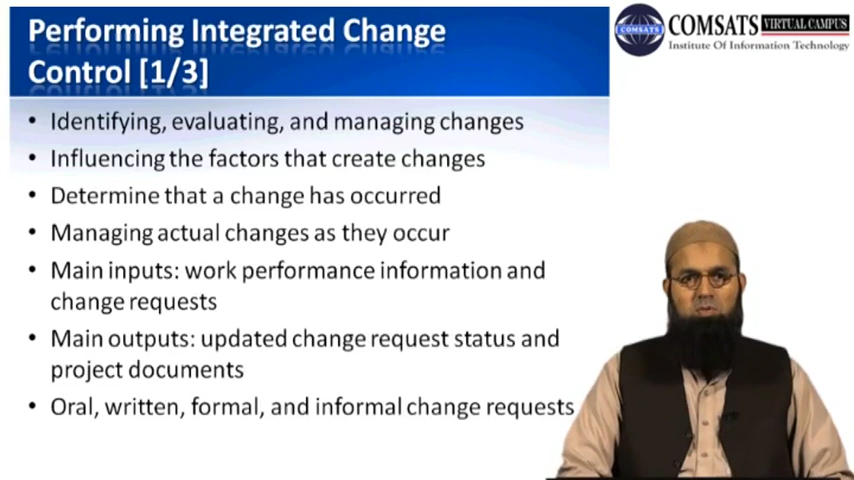 Performing Integrated Change
Control [1/3]
COMSATS VIRTUAL CAMPUS
COMSATS
Institute Of Information Technology
• Identifying, evaluating, and managing changes
• Influencing the factors that create changes
• Determine that a change has occurred
• Managing actual changes as they occur
• Main inputs: work performance information and
change requests
• Main outputs: updated change request status and
project documents
• Oral, written, formal, and informal change requests